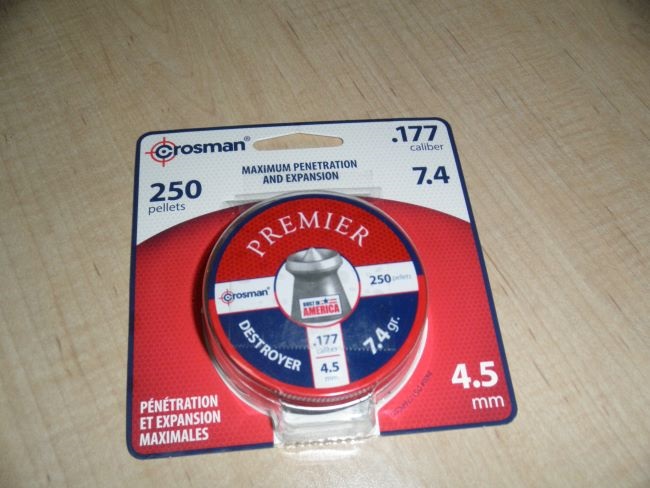 Crosman®
.177
caliber
MAXIMUM PENETRATION
AND EXPANSION
7.4
250
pellets
PREMIER
250 pellets
Crosman®
BUILT IN
AMERICA
DESTROYER
.177
caliber
4.5
mm
7.4 gr.
4.5
mm
PÉNÉTRATION
ET EXPANSION
MAXIMALES